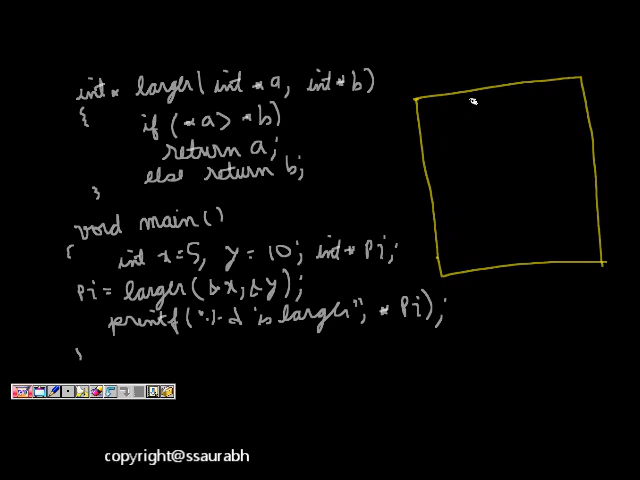 int* larger( int *a, int* b)
{
if (*a > *b)
return a;
else return b;
}
void main()
{
int x=5, y = 10; int* Pi;
Pi = larger(&x, &y);
printf("%d is larger", * Pi);
}
copyright@ssaurabh